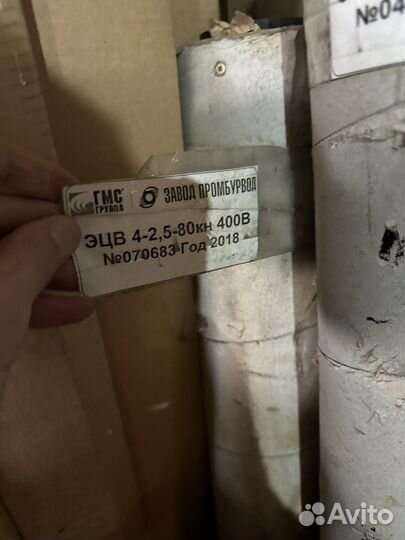 ГМС ГРУППА ЗАВОД ПРОМБУРВОД
ЭЦВ 4-2,5-80кн 400В
№070683 Год 2018
№04
Avito